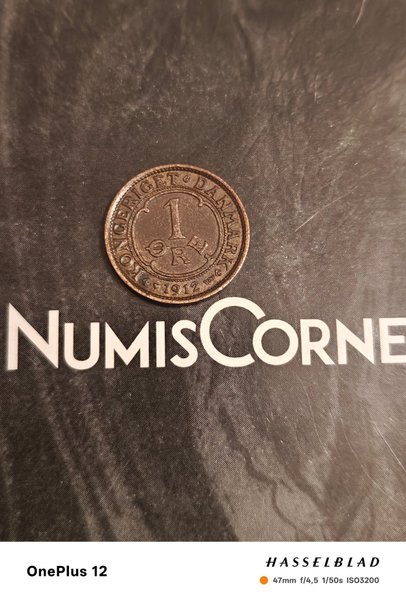 KONGERIGET DANMARK
1
ØRE
1912
NUMISCORNE
OnePlus 12
HASSELBLAD
47mm f/4,5 1/50s ISO3200